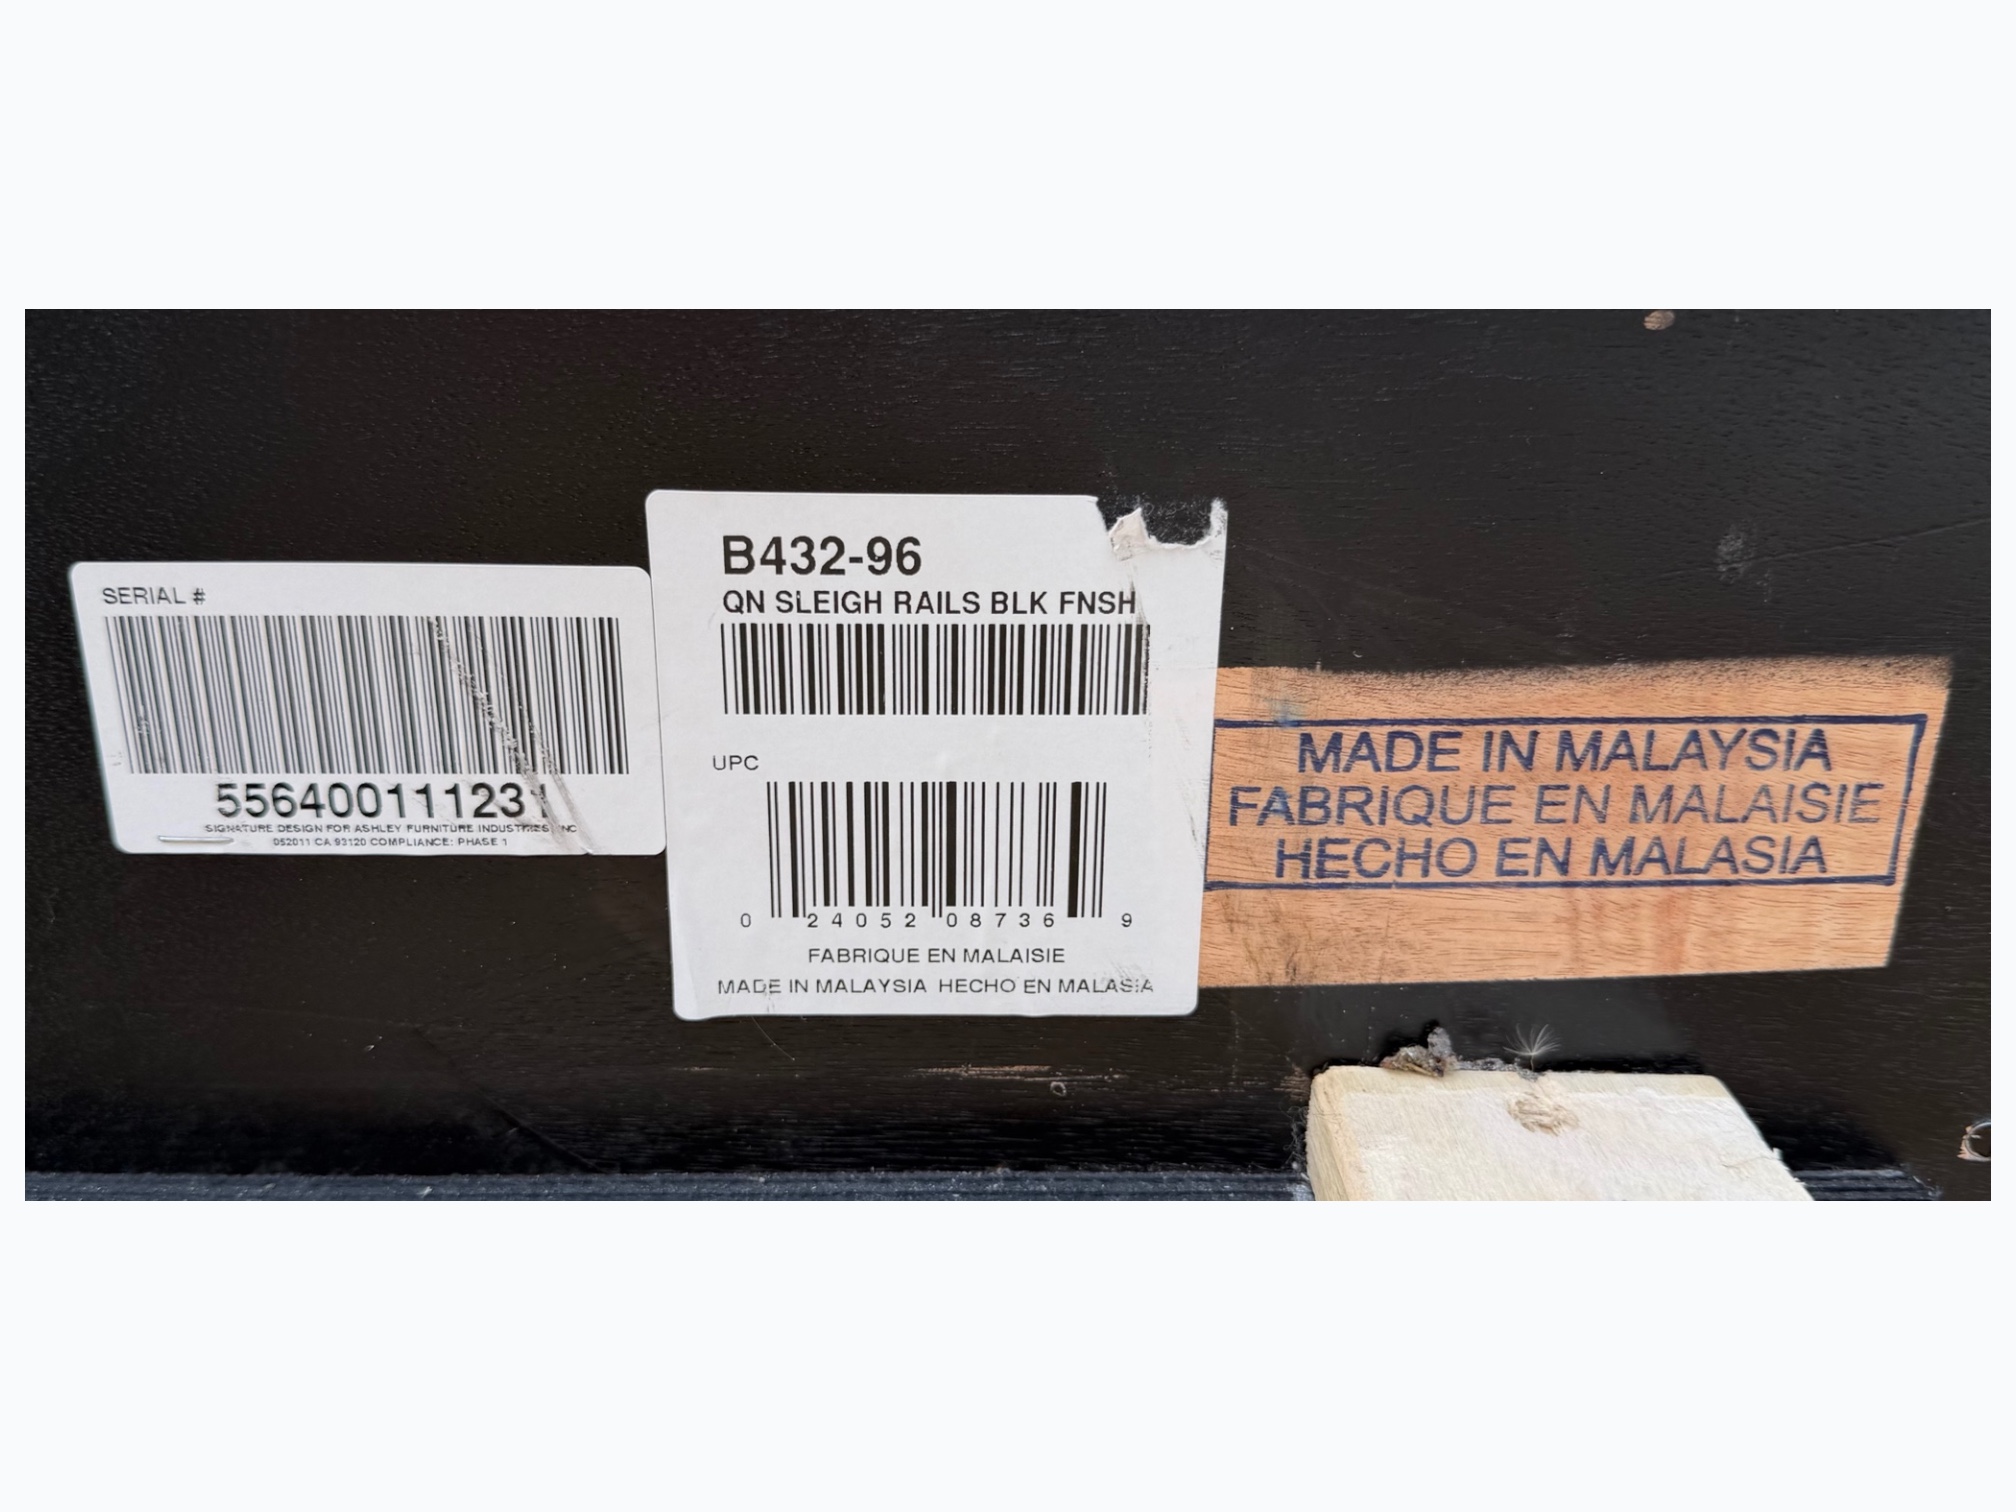 SERIAL #
556400111231
SIGNATURE DESIGN FOR ASHLEY FURNITURE INDUSTRIES INC
052011 CA 93120 COMPLIANCE: PHASE 1
B432-96
QN SLEIGH RAILS BLK FNSH
UPC
0 24052 08736 9
FABRIQUE EN MALAISIE
MADE IN MALAYSIA HECHO EN MALASIA
MADE IN MALAYSIA
FABRIQUE EN MALAISIE
HECHO EN MALASIA